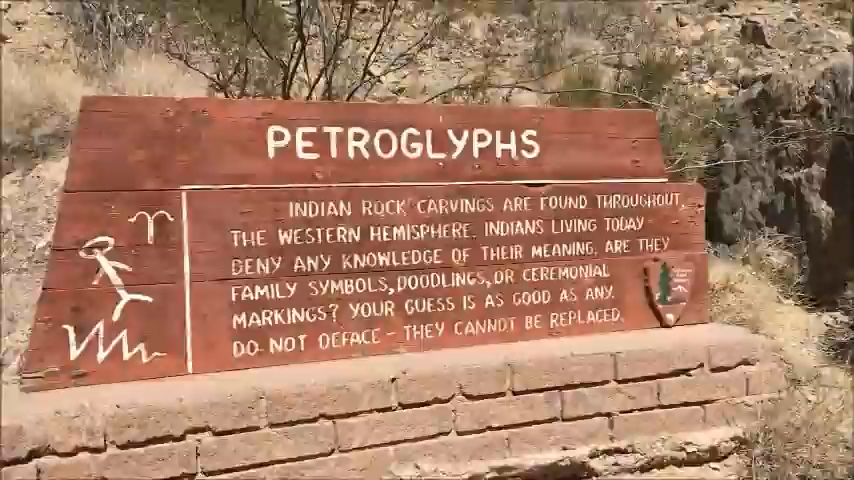 PETROGLYPHS
INDIAN ROCK CARVINGS ARE FOUND THROUGHOUT,
THE WESTERN HEMISPHERE. INDIANS LIVING TODAY
DENY ANY KNOWLEDGE OF THEIR MEANING. ARE THEY
FAMILY SYMBOLS, DOODLINGS, OR CEREMONIAL
MARKINGS? YOUR GUESS IS AS GOOD AS ANY.
DO NOT DEFACE - THEY CANNOT BE REPLACED.